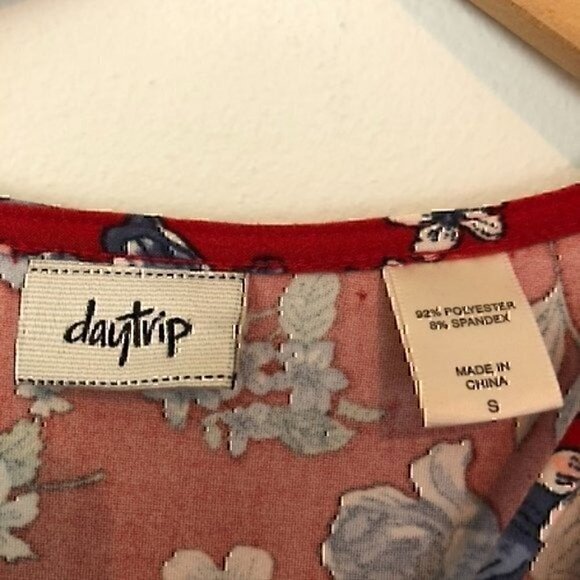 daytrip
92% POLYESTER
8% SPANDEX
MADE IN
CHINA
S